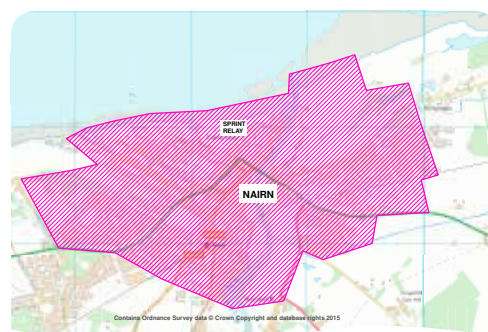 SPRINT
RELAY
NAIRN
Contains Ordnance Survey data © Crown Copyright and database rights 2015